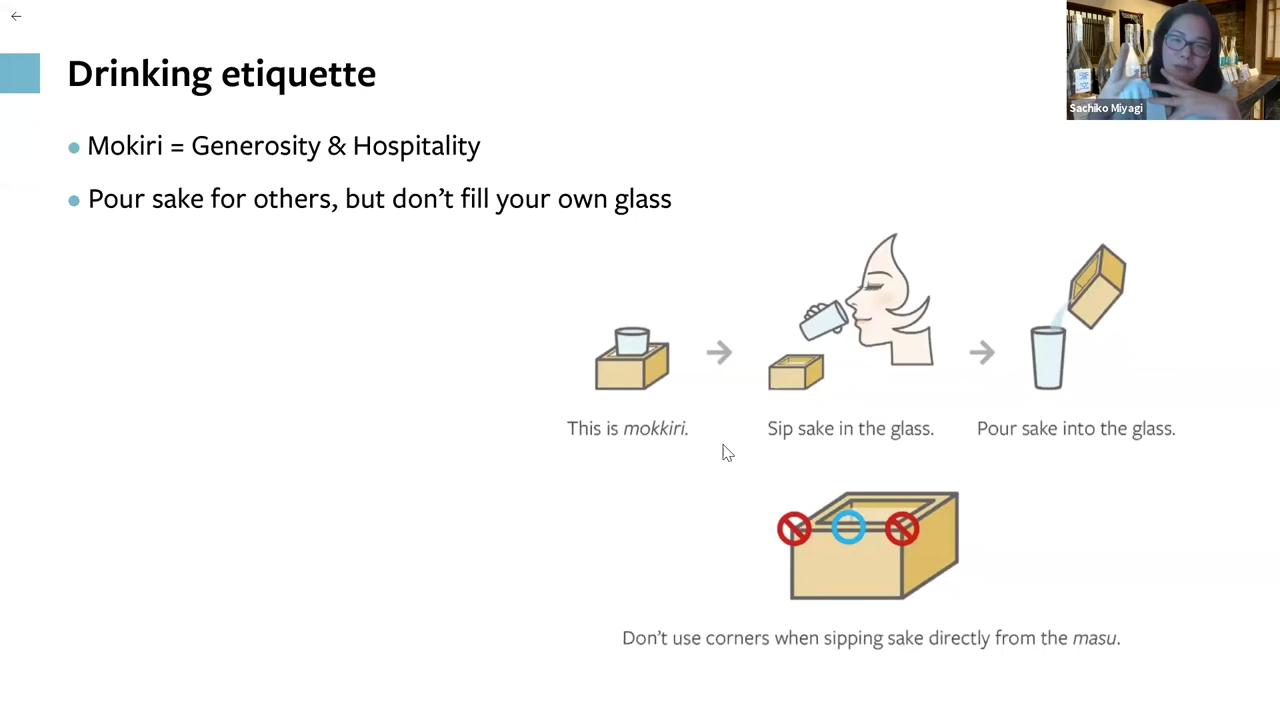 Drinking etiquette
Sachiko Miyagi
Mokiri = Generosity & Hospitality
Pour sake for others, but don’t fill your own glass
This is mokkiri.
Sip sake in the glass.
Pour sake into the glass.
Don’t use corners when sipping sake directly from the masu.